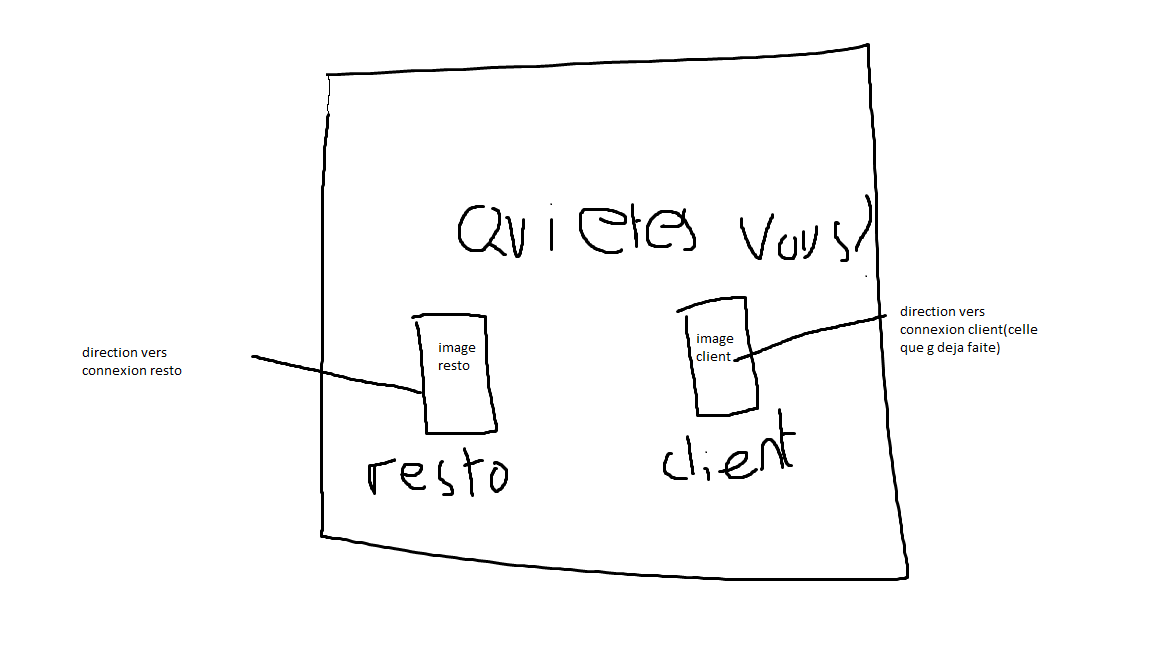 Qui etes vous?
direction vers
connexion client(celle
que g deja faite)
image
client
image
resto
direction vers
connexion resto
resto
client